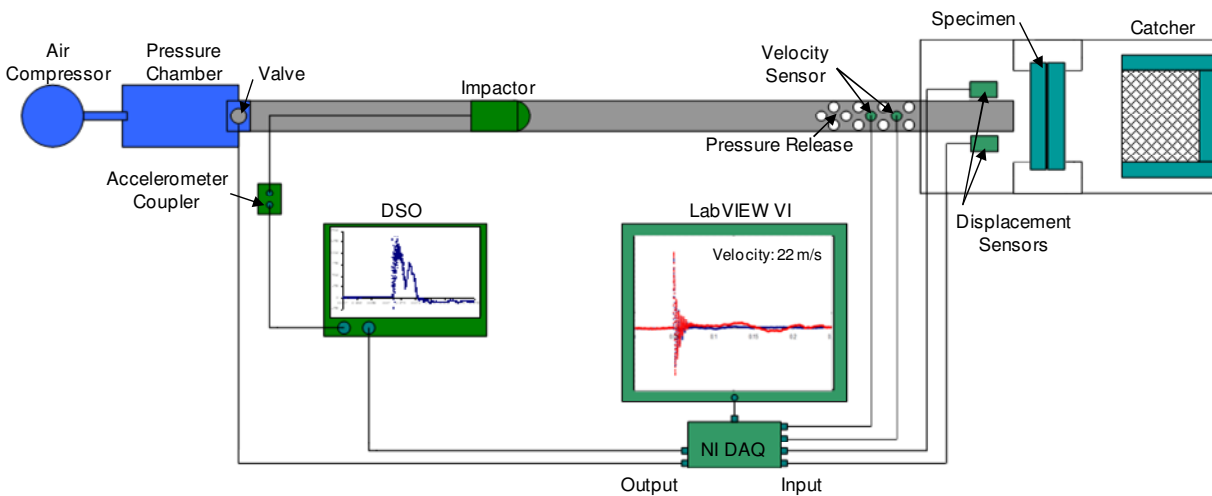 Air
Compressor
Pressure
Chamber
Valve
Impactor
Velocity
Sensor
Specimen
Catcher
Pressure Release
Accelerometer
Coupler
DSO
LabVIEW VI
Velocity: 22 m/s
Displacement
Sensors
NI DAQ
Output
Input